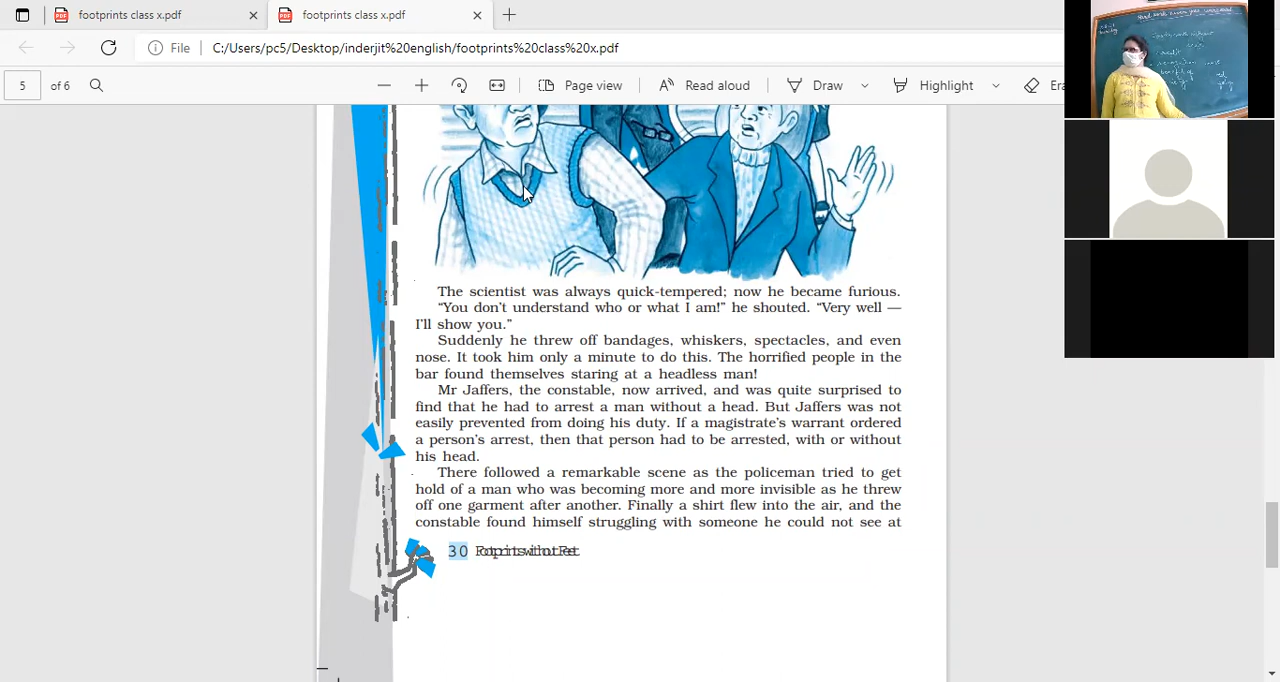 footprints class x.pdf
footprints class x.pdf
File
C:/Users/pc5/Desktop/inderjit%20english/footprints%20class%20x.pdf
5 of 6
Page view
Read aloud
Draw
Highlight
Era
The scientist was always quick-tempered; now he became furious.
“You don’t understand who or what I am!” he shouted. “Very well —
I’ll show you.”
Suddenly he threw off bandages, whiskers, spectacles, and even
nose. It took him only a minute to do this. The horrified people in the
bar found themselves staring at a headless man!
Mr Jaffers, the constable, now arrived, and was quite surprised to
find that he had to arrest a man without a head. But Jaffers was not
easily prevented from doing his duty. If a magistrate’s warrant ordered
a person’s arrest, then that person had to be arrested, with or without
his head.
There followed a remarkable scene as the policeman tried to get
hold of a man who was becoming more and more invisible as he threw
off one garment after another. Finally a shirt flew into the air, and the
constable found himself struggling with someone he could not see at
30